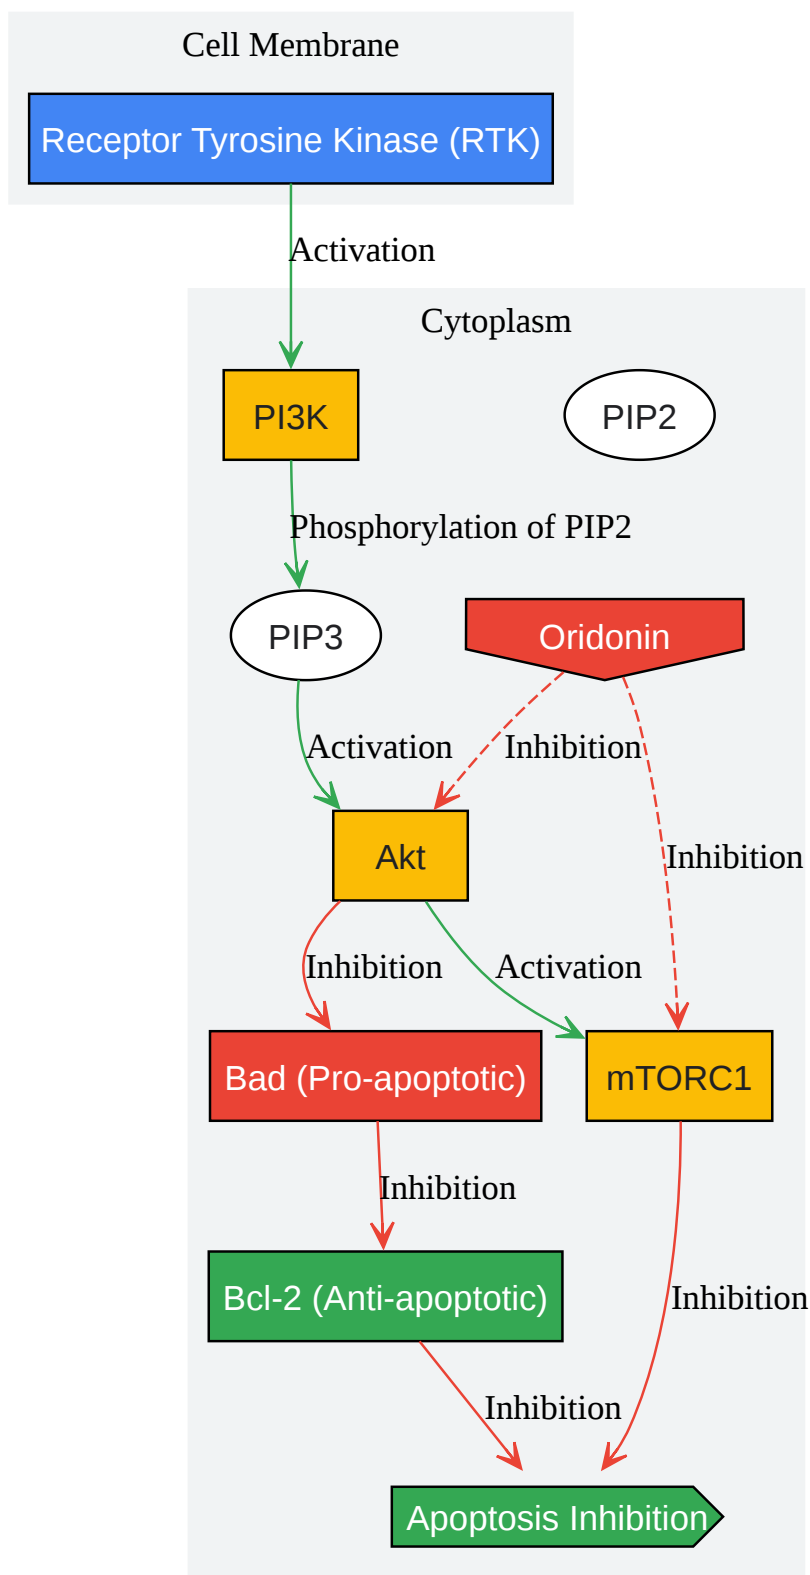 Cell Membrane
Receptor Tyrosine Kinase (RTK)
Activation
Cytoplasm
PI3K
PIP2
Phosphorylation of PIP2
PIP3
Oridonin
Activation
Inhibition
Akt
Inhibition
Inhibition
Activation
Bad (Pro-apoptotic)
mTORC1
Inhibition
Bcl-2 (Anti-apoptotic)
Inhibition
Inhibition
Apoptosis Inhibition